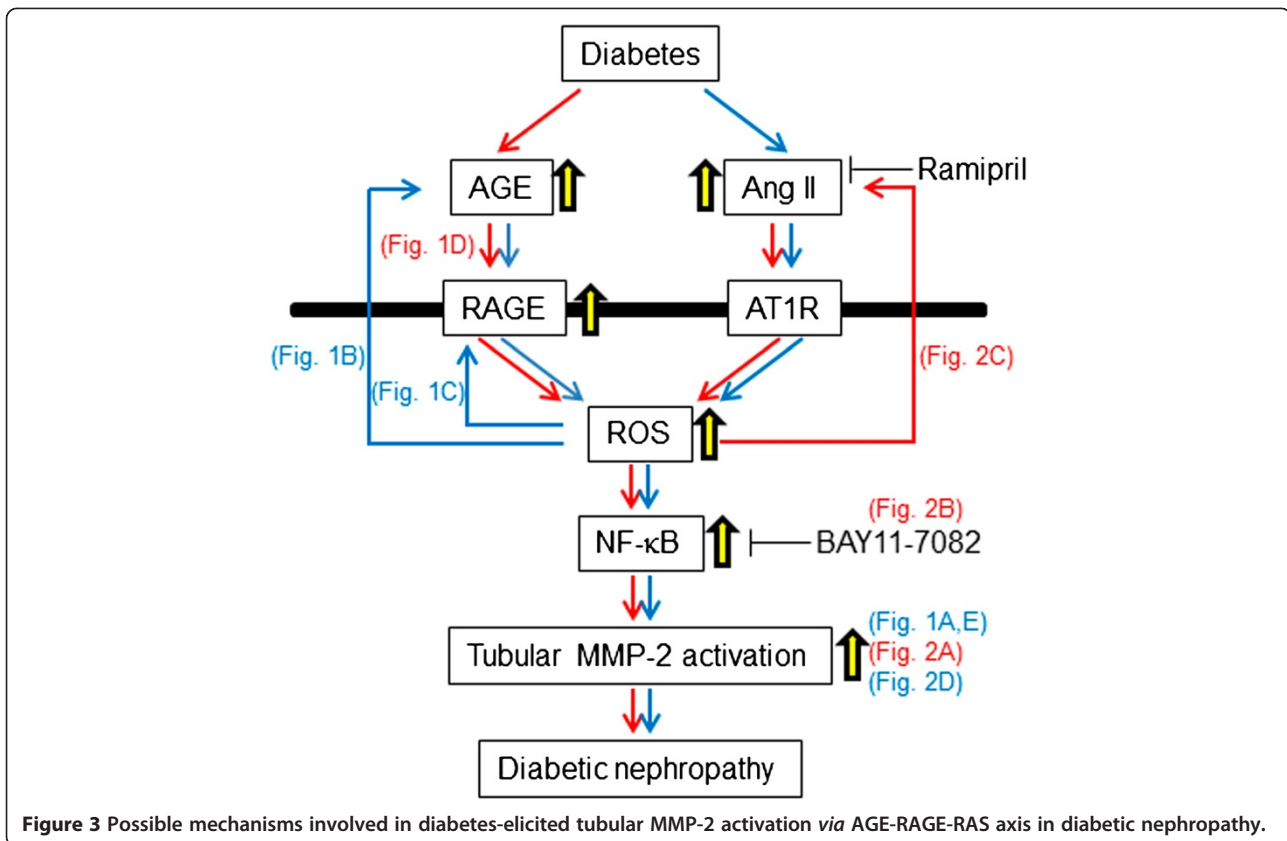 Diabetes
AGE
Ang II
Ramipril
(Fig. 1D)
RAGE
AT1R
(Fig. 1B)
(Fig. 1C)
(Fig. 2C)
ROS
(Fig. 2B)
NF-κB
BAY11-7082
(Fig. 1A,E)
Tubular MMP-2 activation
(Fig. 2A)
(Fig. 2D)
Diabetic nephropathy
Figure 3 Possible mechanisms involved in diabetes-elicited tubular MMP-2 activation via AGE-RAGE-RAS axis in diabetic nephropathy.